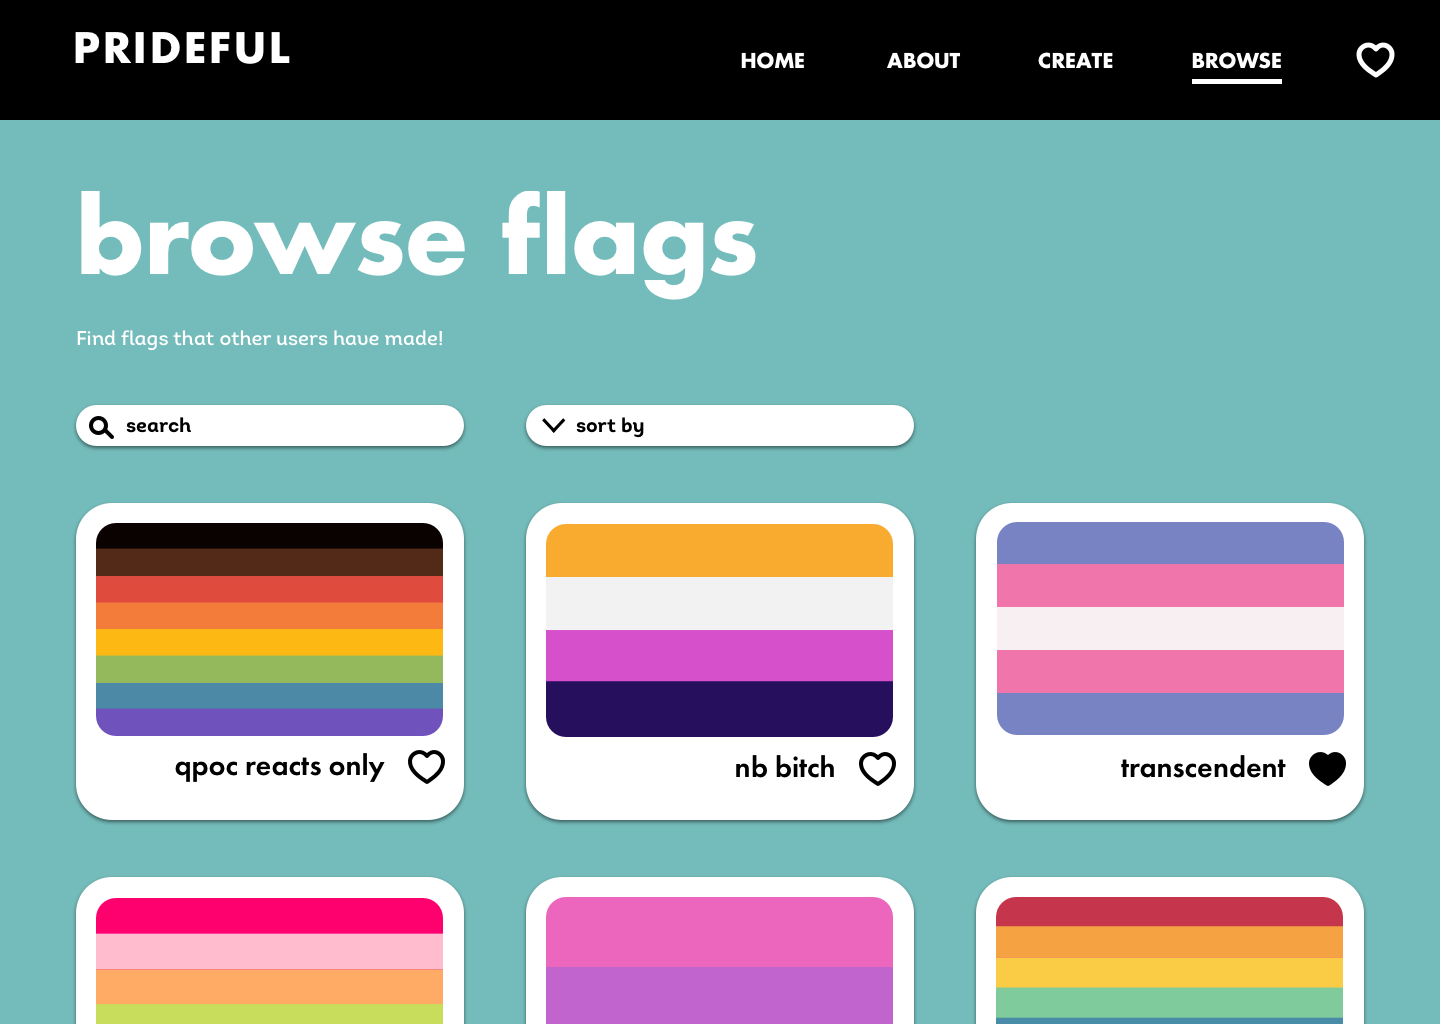 PRIDEFUL
HOME ABOUT CREATE BROWSE
browse flags
Find flags that other users have made!
search
sort by
qpoc reacts only
nb bitch
transcendent